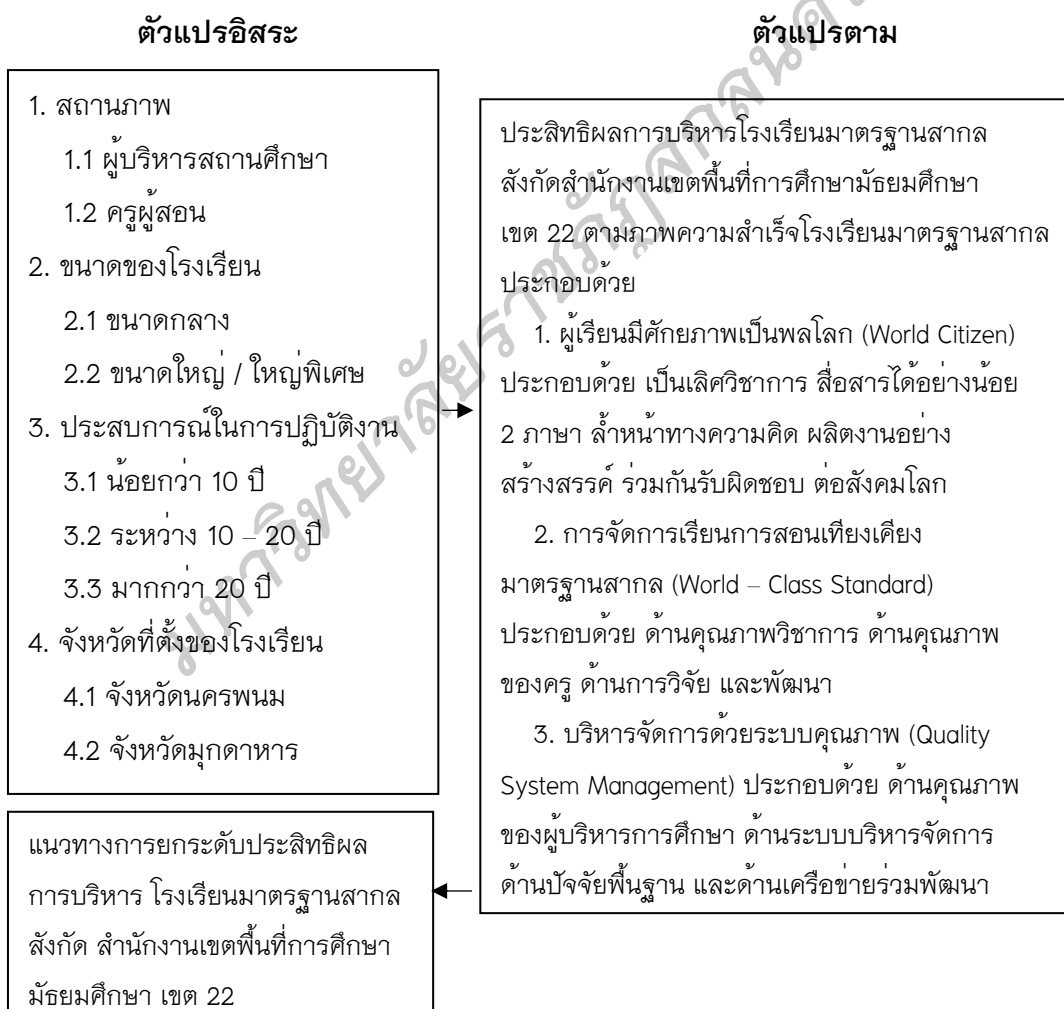 ตัวแปรอิสระ
ตัวแปรตาม
1. สถานภาพ
1.1 ผู้บริหารสถานศึกษา
1.2 ครูผู้สอน
2. ขนาดของโรงเรียน
2.1 ขนาดกลาง
2.2 ขนาดใหญ่ / ใหญ่พิเศษ
3. ประสบการณ์ในการปฏิบัติงาน
3.1 น้อยกว่า 10 ปี
3.2 ระหว่าง 10 – 20 ปี
3.3 มากกว่า 20 ปี
4. จังหวัดที่ตั้งของโรงเรียน
4.1 จังหวัดนครพนม
4.2 จังหวัดมุกดาหาร
ประสิทธิผลการบริหารโรงเรียนมาตรฐานสากล
สังกัดสำนักงานเขตพื้นที่การศึกษามัธยมศึกษา
เขต 22 ตามภาพความสำเร็จโรงเรียนมาตรฐานสากล
ประกอบด้วย
1. ผู้เรียนมีศักยภาพเป็นพลโลก (World Citizen)
ประกอบด้วย เป็นเลิศวิชาการ สื่อสารได้อย่างน้อย
2 ภาษา ล้ำหน้าทางความคิด ผลิตงานอย่าง
สร้างสรรค์ ร่วมกันรับผิดชอบ ต่อสังคมโลก
2. การจัดการเรียนการสอนเทียงเคียง
มาตรฐานสากล (World – Class Standard)
ประกอบด้วย ด้านคุณภาพวิชาการ ด้านคุณภาพ
ของครู ด้านการวิจัย และพัฒนา
3. บริหารจัดการด้วยระบบคุณภาพ (Quality
System Management) ประกอบด้วย ด้านคุณภาพ
ของผู้บริหารการศึกษา ด้านระบบบริหารจัดการ
ด้านปัจจัยพื้นฐาน และด้านเครือข่ายร่วมพัฒนา
แนวทางการยกระดับประสิทธิผล
การบริหาร โรงเรียนมาตรฐานสากล
สังกัด สำนักงานเขตพื้นที่การศึกษา
มัธยมศึกษา เขต 22
มหาวิทยาลัยราชภัฏสกลนคร